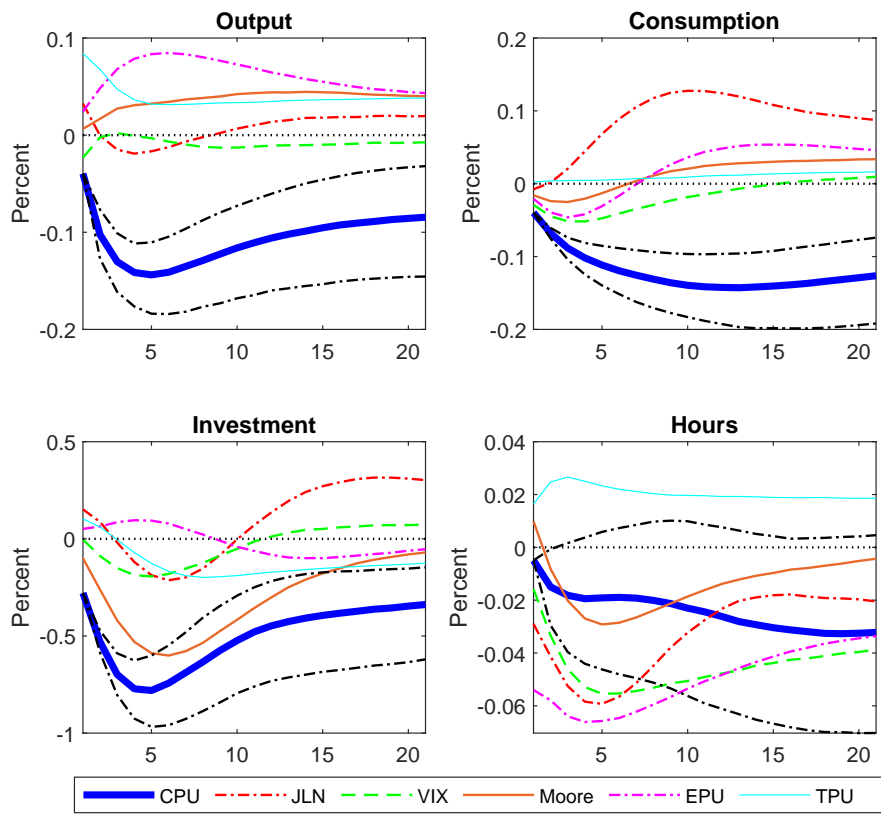 Output
Consumption
0.1
0.05
0
-0.1
-0.2
Percent
5
10
15
20
0.2
0.1
0
-0.1
-0.2
Percent
5
10
15
20
Investment
Hours
0.5
0
-0.5
-1
Percent
5
10
15
20
0.04
0.02
0
-0.02
-0.04
-0.06
Percent
5
10
15
20
CPU
JLN
VIX
Moore
EPU
TPU